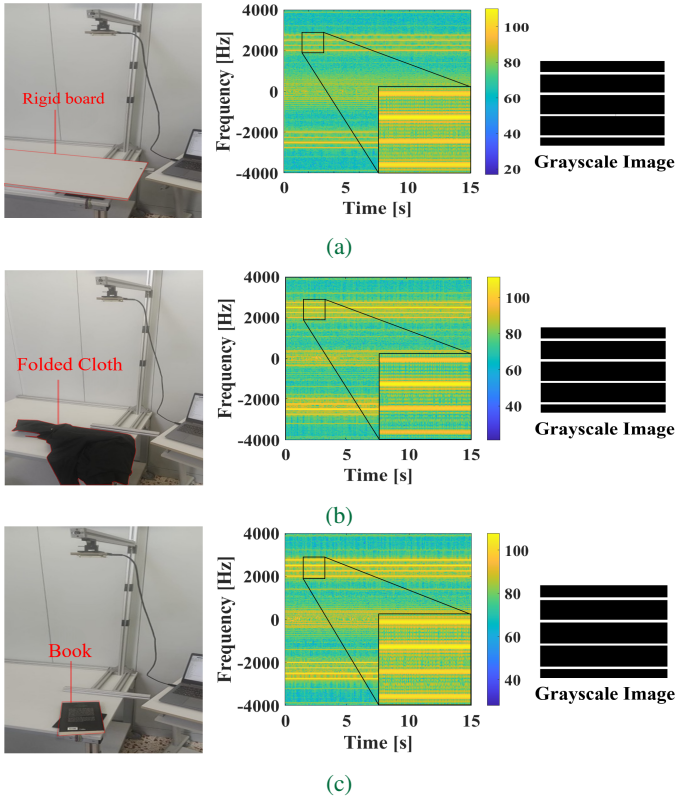 Rigid board
Frequency [Hz]
4000
2000
0
-2000
-4000
0 5 10 15
Time [s]
100
80
60
40
20
Grayscale Image
(a)
Folded Cloth
Frequency [Hz]
4000
2000
0
-2000
-4000
0 5 10 15
Time [s]
100
80
60
40
Grayscale Image
(b)
Book
Frequency [Hz]
4000
2000
0
-2000
-4000
0 5 10 15
Time [s]
100
80
60
40
Grayscale Image
(c)